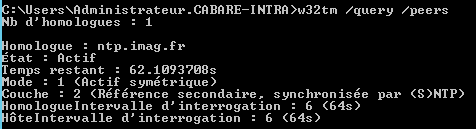 C:\Users\Administrateur.CABARE-INTRA>w32tm /query /peers
Nb d'homologues : 1
Homologue : ntp.imag.fr
État : Actif
Temps restant : 62.1093708s
Mode : 1 (Actif symétrique)
Couche : 2 (Référence secondaire, synchronisée par (S)NTP)
HomologueIntervalle d'interrogation : 6 (64s)
HôteIntervalle d'interrogation : 6 (64s)